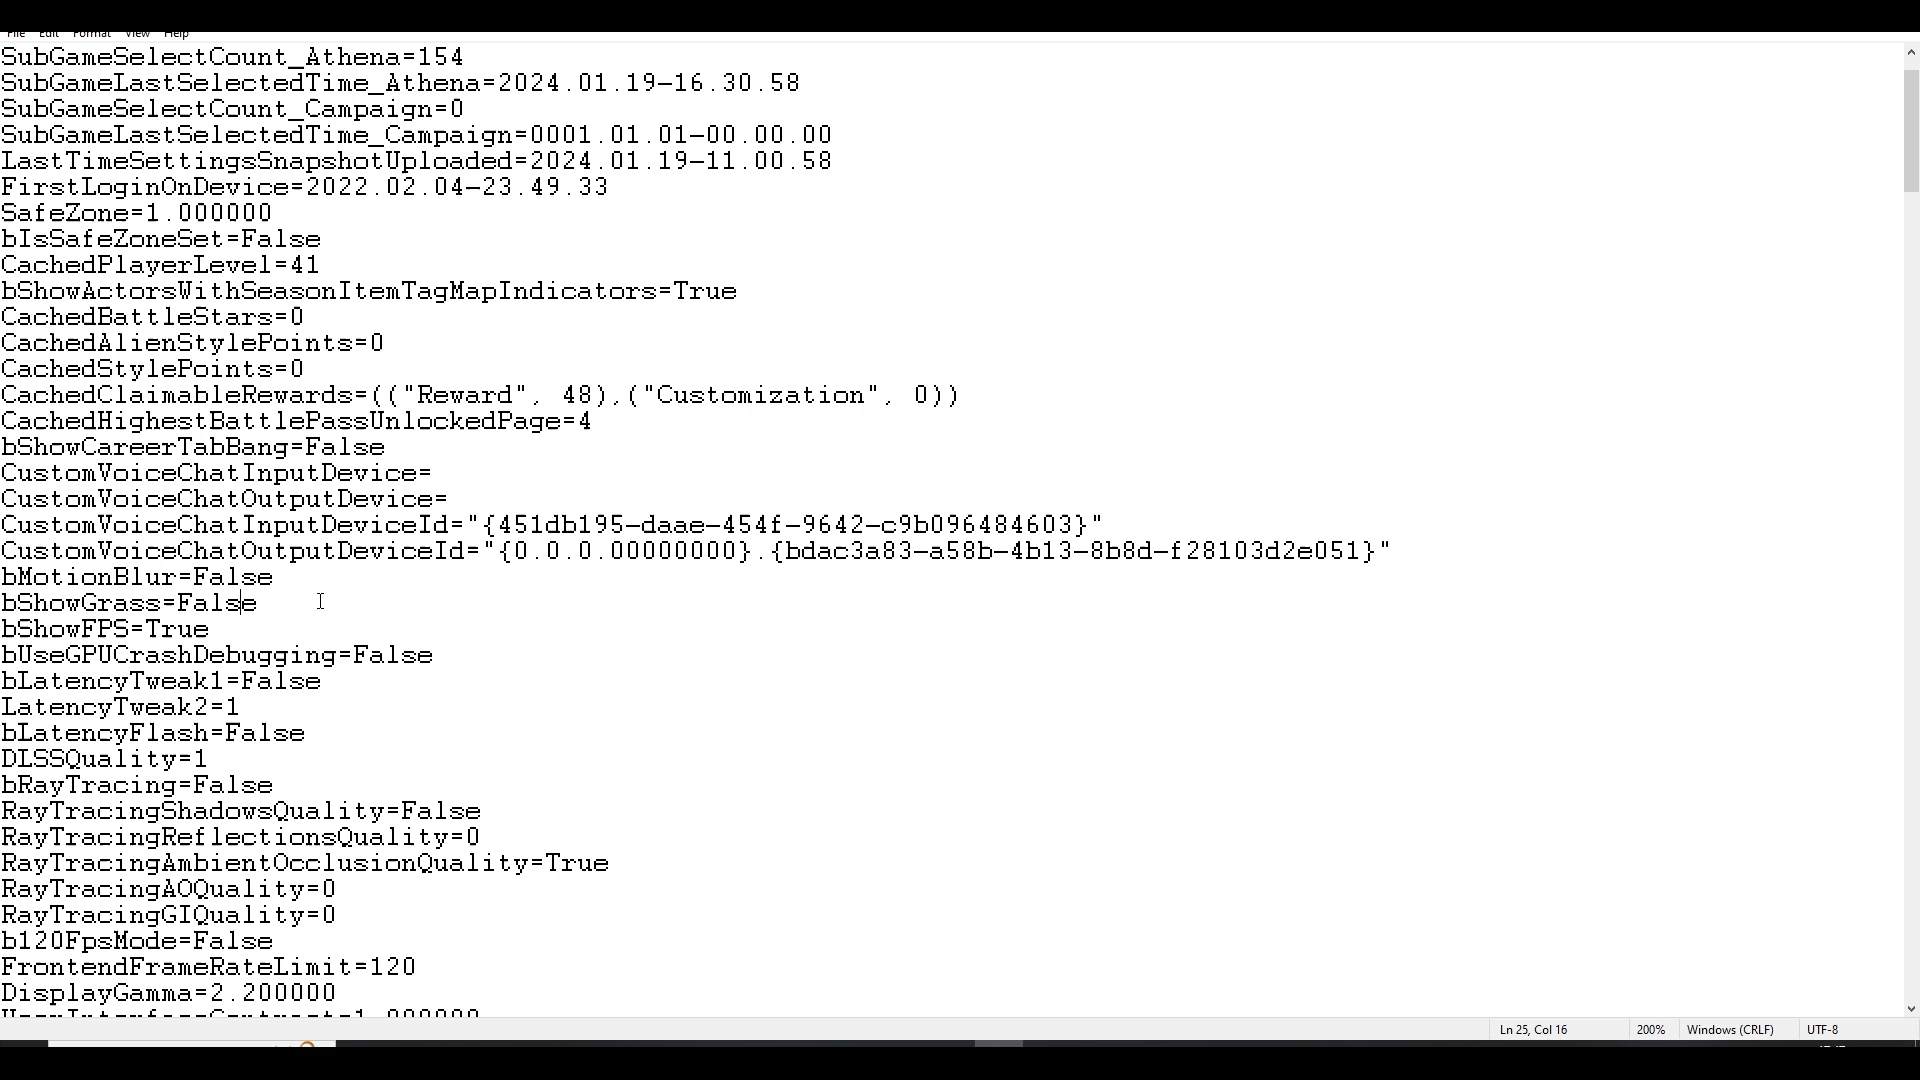 File Edit Format View Help
SubGameSelectCount_Athena=154
SubGameLastSelectedTime_Athena=2024.01.19-16.30.58
SubGameSelectCount_Campaign=0
SubGameLastSelectedTime_Campaign=0001.01.01-00.00.00
LastTimeSettingsSnapshotUploaded=2024.01.19-11.00.58
FirstLoginOnDevice=2022.02.04-23.49.33
SafeZone=1.000000
bIsSafeZoneSet=False
CachedPlayerLevel=41
bShowActorsWithSeasonItemTagMapIndicators=True
CachedBattleStars=0
CachedAlienStylePoints=0
CachedStylePoints=0
CachedClaimableRewards=(("Reward", 48),("Customization", 0))
CachedHighestBattlePassUnlockedPage=4
bShowCareerTabBang=False
CustomVoiceChatInputDevice=
CustomVoiceChatOutputDevice=
CustomVoiceChatInputDeviceId="{451db195-daae-454f-9642-c9b096484603}"
CustomVoiceChatOutputDeviceId="{0.0.0.00000000}.{bdac3a83-a58b-4b13-8b8d-f28103d2e051}"
bMotionBlur=False
bShowGrass=False
bShowFPS=True
bUseGPUCrashDebugging=False
bLatencyTweak1=False
LatencyTweak2=1
bLatencyFlash=False
DLSSQuality=1
bRayTracing=False
RayTracingShadowsQuality=False
RayTracingReflectionsQuality=0
RayTracingAmbientOcclusionQuality=True
RayTracingAOQuality=0
RayTracingGIQuality=0
b120FpsMode=False
FrontendFrameRateLimit=120
DisplayGamma=2.200000
UserInterfaceContrast=1.000000
Ln 25, Col 16 200% Windows (CRLF) UTF-8